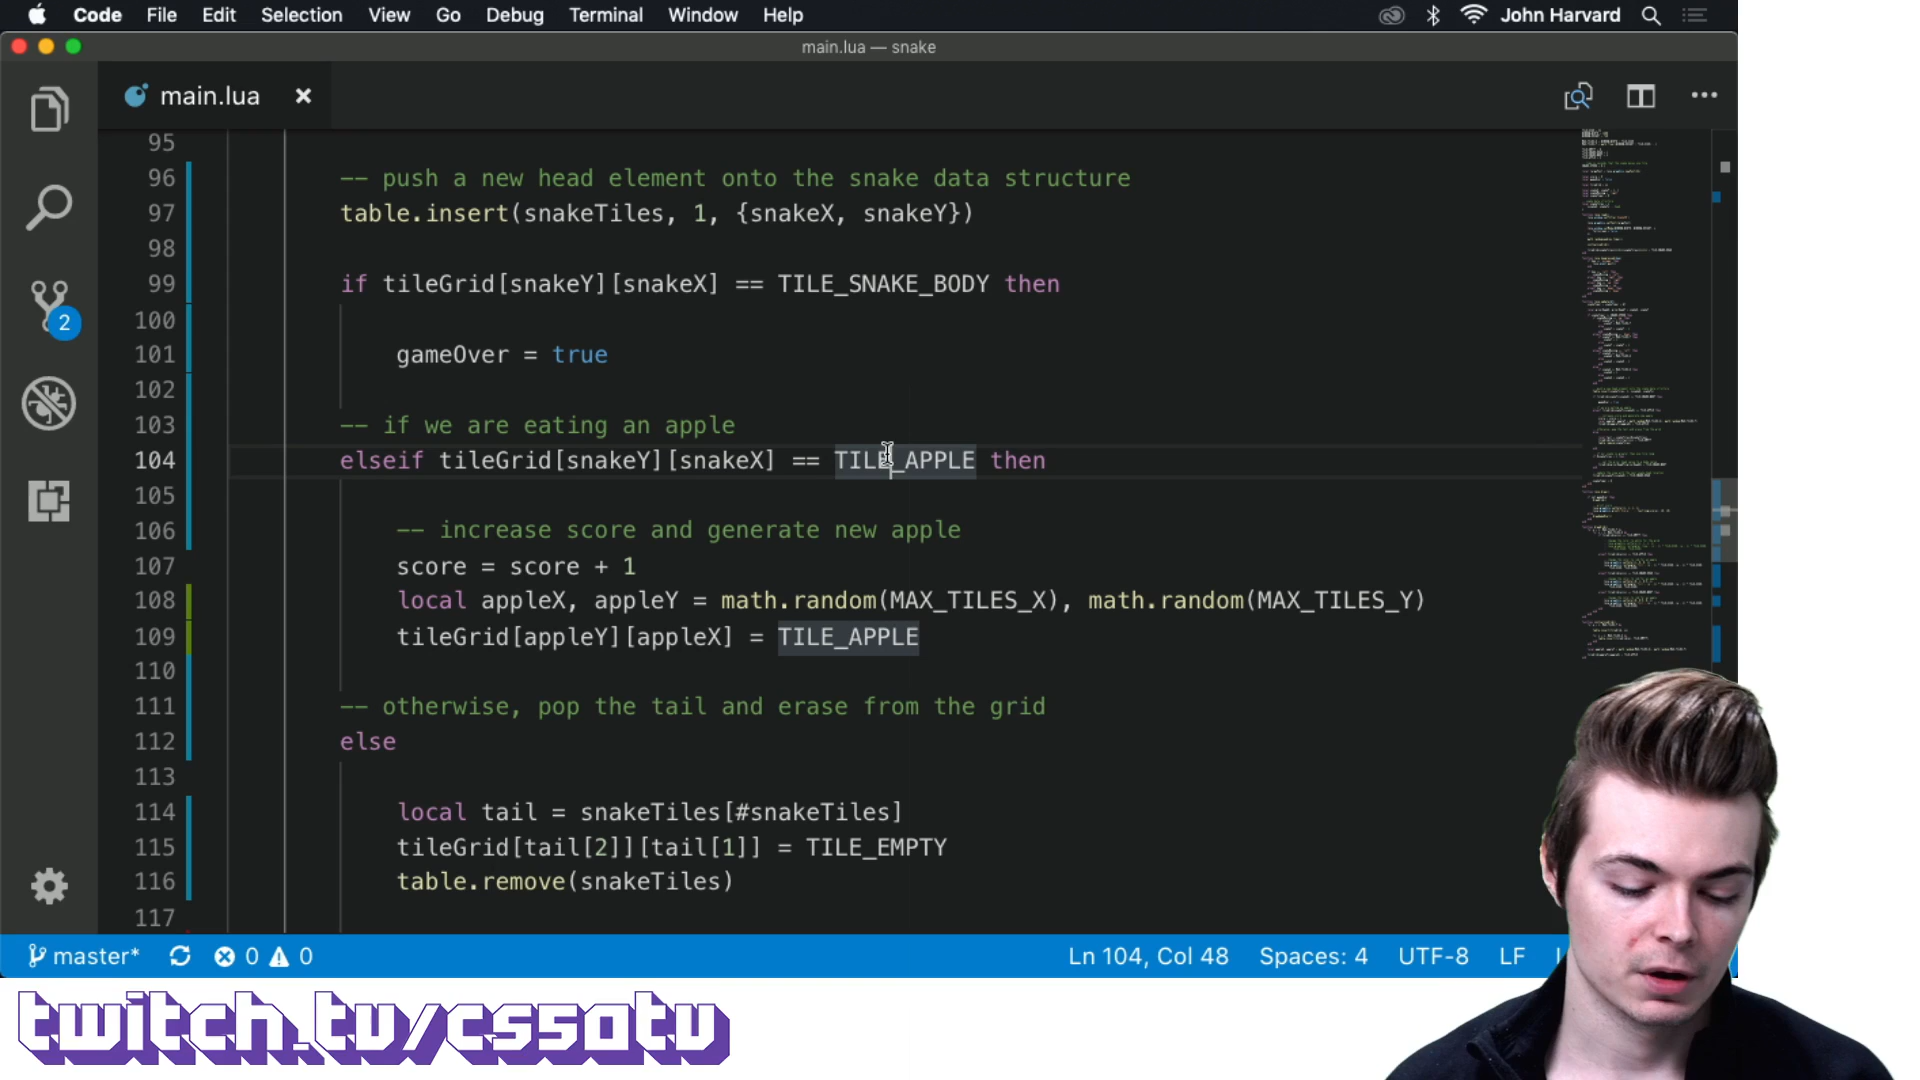 Code File Edit Selection View Go Debug Terminal Window Help John Harvard
main.lua — snake
main.lua
95
96 -- push a new head element onto the snake data structure
97 table.insert(snakeTiles, 1, {snakeX, snakeY})
98
99 if tileGrid[snakeY][snakeX] == TILE_SNAKE_BODY then
100
101 gameOver = true
102
103 -- if we are eating an apple
104 elseif tileGrid[snakeY][snakeX] == TILE_APPLE then
105
106 -- increase score and generate new apple
107 score = score + 1
108 local appleX, appleY = math.random(MAX_TILES_X), math.random(MAX_TILES_Y)
109 tileGrid[appleY][appleX] = TILE_APPLE
110
111 -- otherwise, pop the tail and erase from the grid
112 else
113
114 local tail = snakeTiles[#snakeTiles]
115 tileGrid[tail[2]][tail[1]] = TILE_EMPTY
116 table.remove(snakeTiles)
117
2
master* 0 0 Ln 104, Col 48 Spaces: 4 UTF-8 LF
twitch.tv/cs50tv